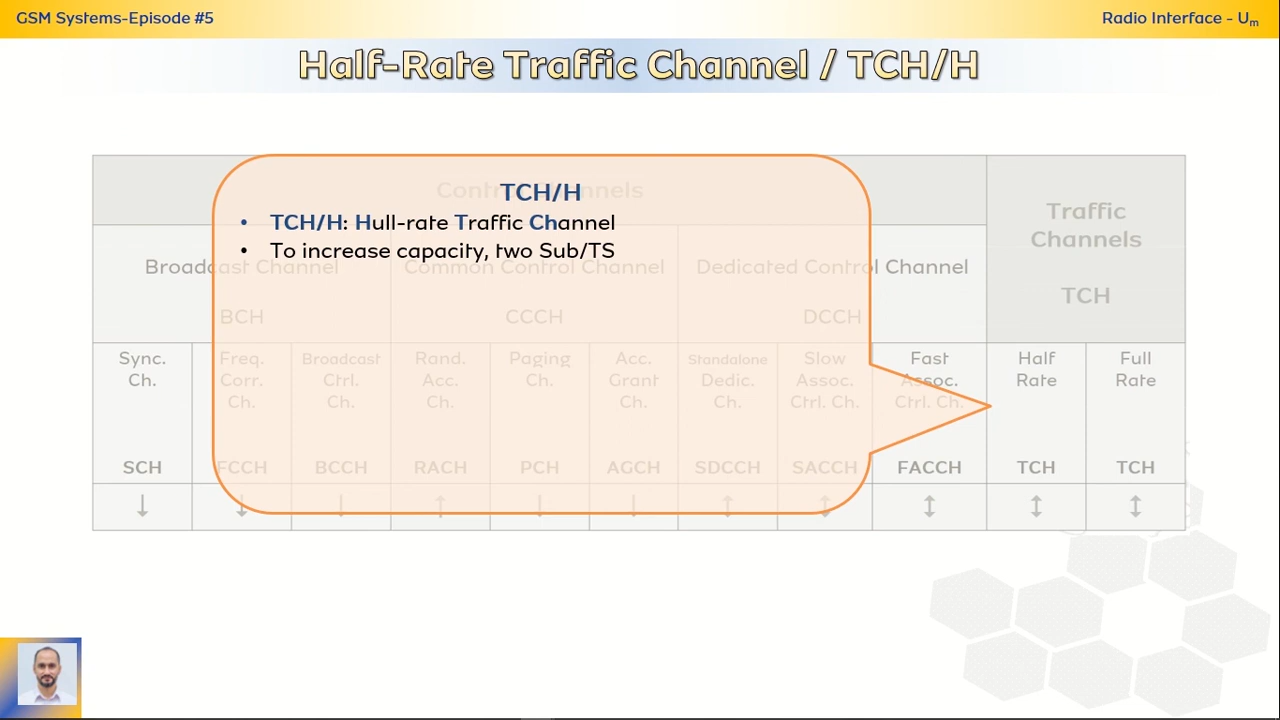 GSM Systems-Episode #5
Radio Interface - Um
Half-Rate Traffic Channel / TCH/H
Control Channels
TCH/H
• TCH/H: Hull-rate Traffic Channel
• To increase capacity, two Sub/TS
Traffic
Channels
TCH
Broadcast Channel
BCH
Common Control Channel
CCCH
Dedicated Control Channel
DCCH
Sync.
Ch.
SCH
Freq.
Corr.
Ch.
FCCH
Broadcast
Ctrl.
Ch.
BCCH
Rand.
Acc.
Ch.
RACH
Paging
Ch.
PCH
Acc.
Grant
Ch.
AGCH
Standalone
Dedic.
Ch.
SDCCH
Slow
Assoc.
Ctrl. Ch.
SACCH
Fast
Assoc.
Ctrl. Ch.
FACCH
Half
Rate
TCH
Full
Rate
TCH
↓ ↓ ↓ ↑ ↓ ↓ ↕ ↕ ↕ ↕ ↕